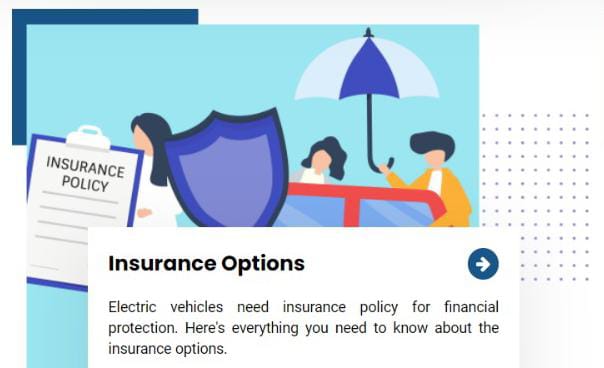 INSURANCE
POLICY
Insurance Options
Electric vehicles need insurance policy for financial
protection. Here's everything you need to know about the
insurance options.